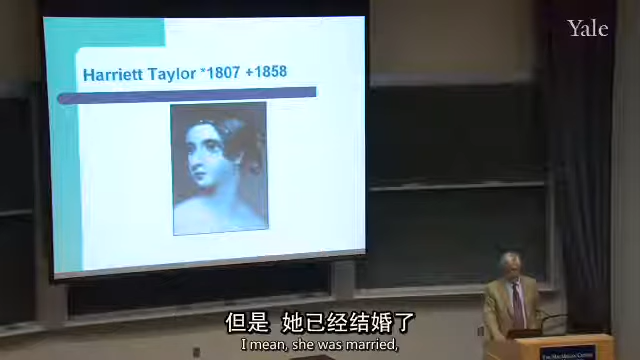 Yale
Harriett Taylor *1807 +1858
但是 她已经结婚了
I mean, she was married,